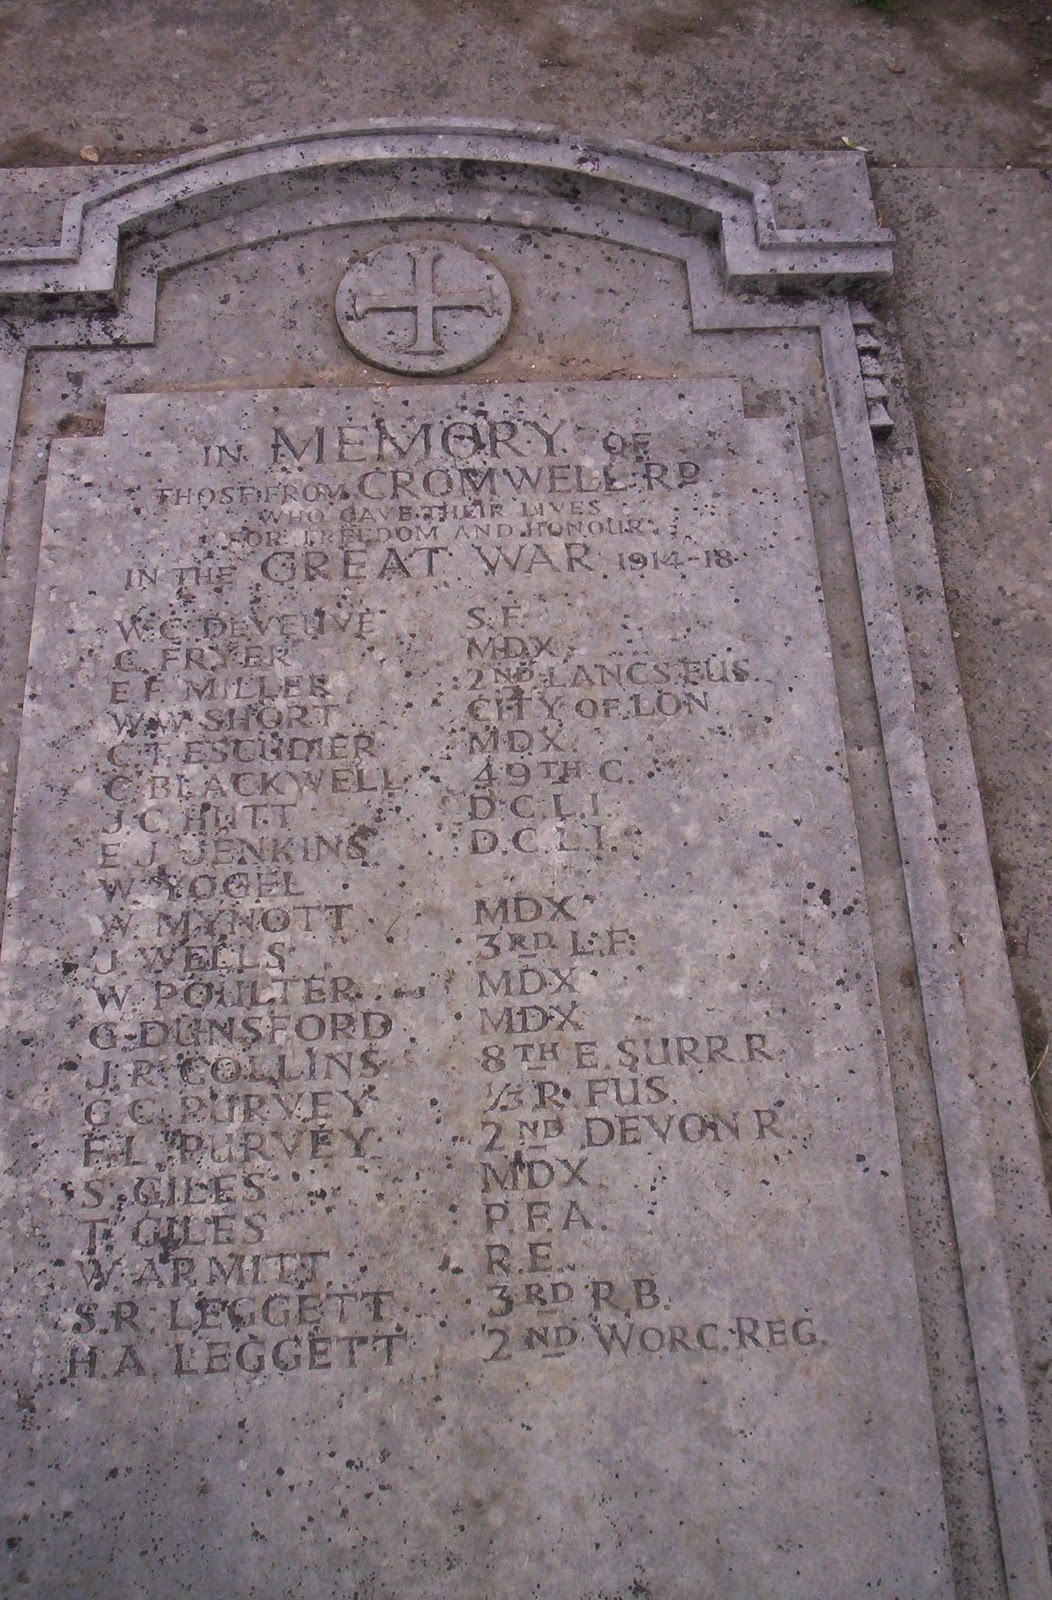 IN MEMORY OF
THOSE FROM CROMWELL RD
WHO GAVE THEIR LIVES
FOR FREEDOM AND HONOUR
IN THE GREAT WAR 1914-18
W.C. DEVEUVE S.F.
C. FRYER MDX
E.F. MILLER 2ND LANCS FUS.
W.W. SHORT CITY OF LON
C.T. ESCUDIER MDX.
C. BLACKWELL 49TH C.
J.C. HUTT D.C.L.I.
E.J. JENKINS D.C.L.I.
W. VOGEL
W. MYNOTT MDX
J. WELLS 3RD L.F.
W. POULTER MDX
G. DUNSFORD MDX
J.R. COLLINS 8TH E. SURR.R.
G.C. PURVEY 1/3 R. FUS.
F.L. PURVEY 2ND DEVON R.
S. GILES MDX.
T. GILES R.F.A.
W. ARMITT R.E.
S.R. LEGGETT 3RD R.B.
H.A. LEGGETT 2ND WORC. REG.